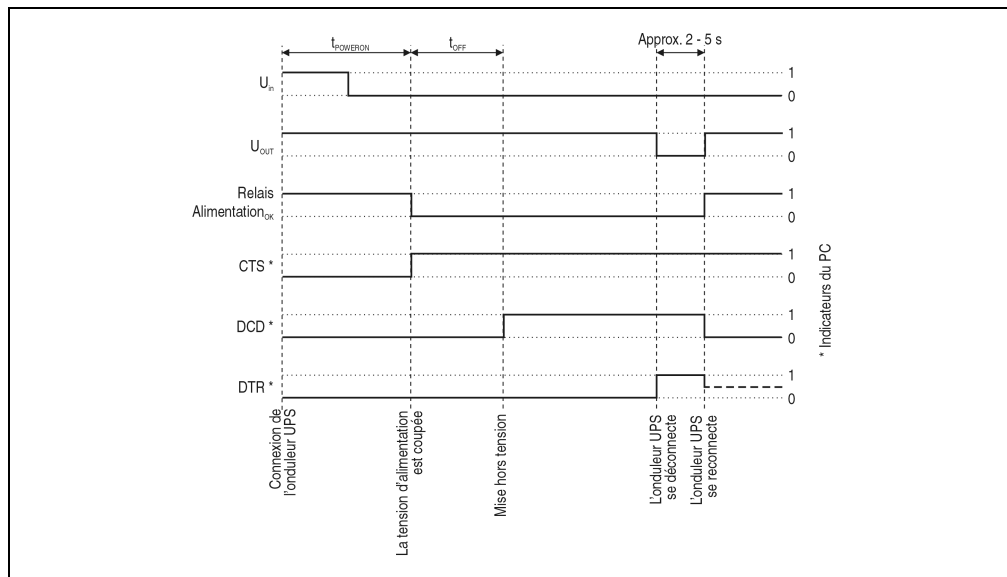 tPOWERON
tOFF
Approx. 2 - 5 s
Uin
1
0
UOUT
1
0
Relais
AlimentationOK
1
0
CTS *
1
0
DCD *
1
0
DTR *
1
0
* Indicateurs du PC
Connexion de
l'onduleur UPS
La tension d'alimentation
est coupée
Mise hors tension
L'onduleur UPS
se déconnecte
L'onduleur UPS
se reconnecte